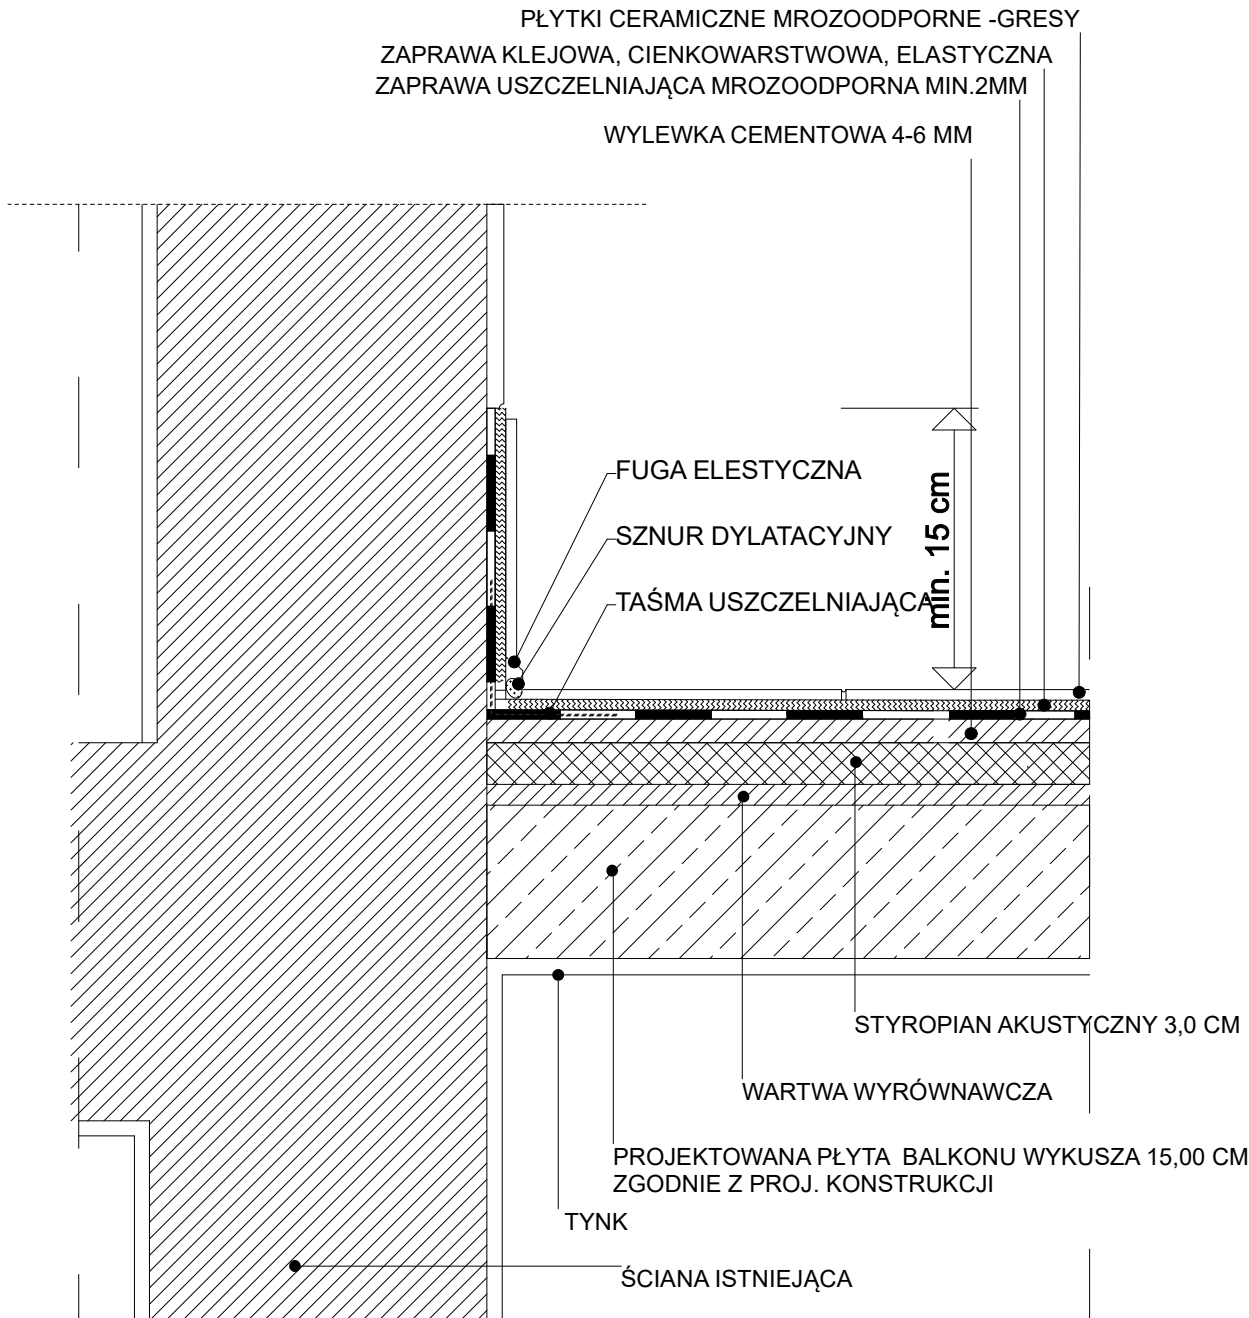 PŁYTKI CERAMICZNE MROZOODPORNE -GRESY
ZAPRAWA KLEJOWA, CIENKOWARSTWOWA, ELASTYCZNA
ZAPRAWA USZCZELNIAJĄCA MROZOODPORNA MIN.2MM
WYLEWKA CEMENTOWA 4-6 MM
FUGA ELESTYCZNA
SZNUR DYLATACYJNY
TAŚMA USZCZELNIAJĄCA
min. 15 cm
STYROPIAN AKUSTYCZNY 3,0 CM
WARTWA WYRÓWNAWCZA
PROJEKTOWANA PŁYTA BALKONU WYKUSZA 15,00 CM
ZGODNIE Z PROJ. KONSTRUKCJI
TYNK
ŚCIANA ISTNIEJĄCA